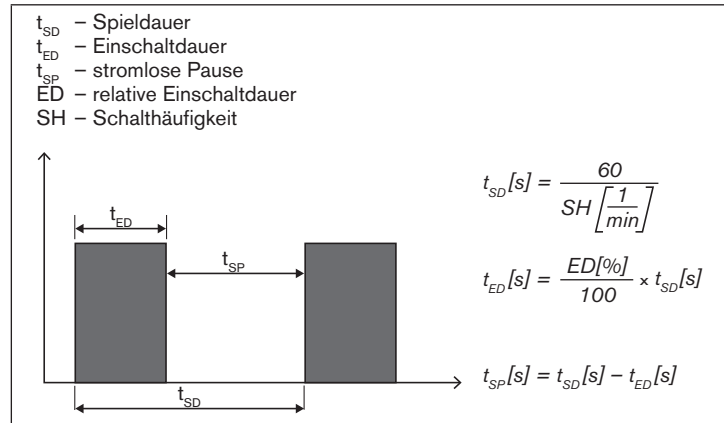 t_SD – Spieldauer
t_ED – Einschaltdauer
t_SP – stromlose Pause
ED – relative Einschaltdauer
SH – Schalthäufigkeit
t_ED
t_SP
t_SD
t_SD[s] = 60 / SH [1/min]
t_ED[s] = ED[%] / 100 × t_SD[s]
t_SP[s] = t_SD[s] – t_ED[s]